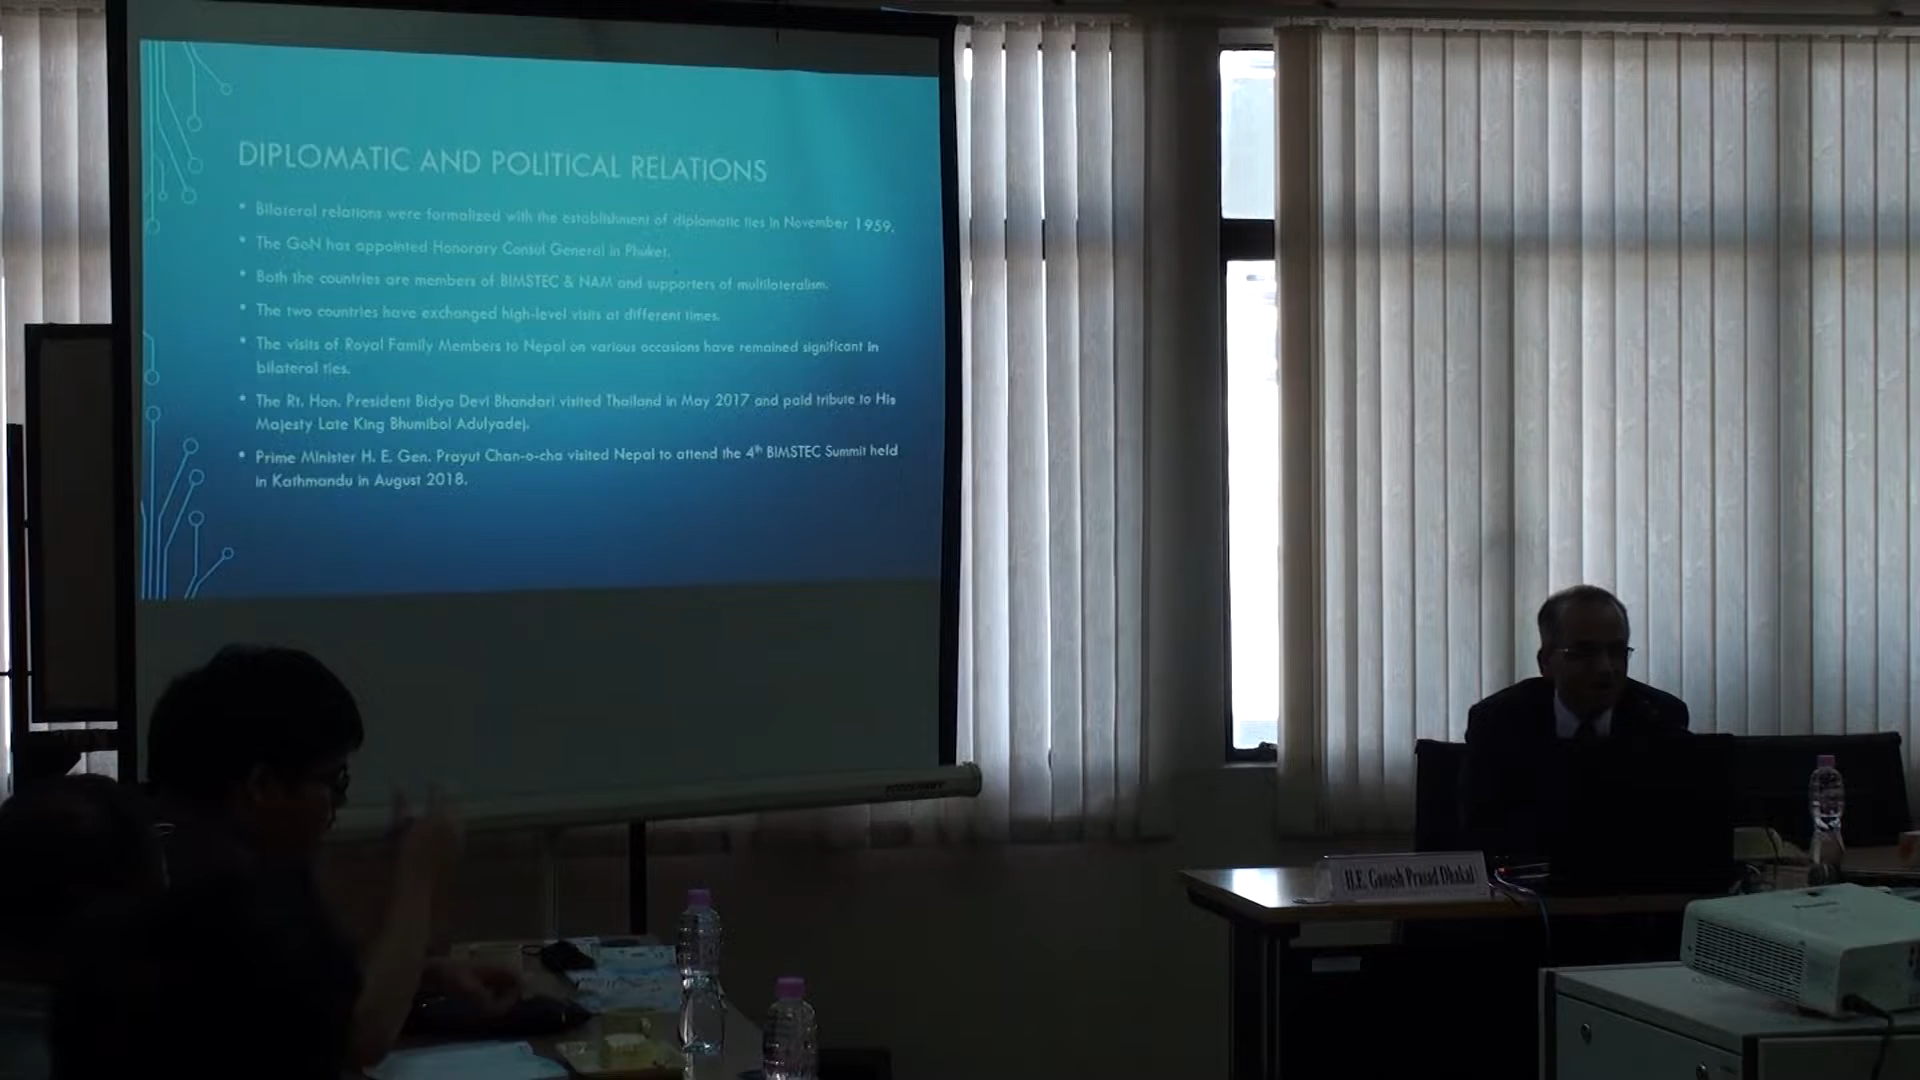 DIPLOMATIC AND POLITICAL RELATIONS
• Bilateral relations were formalized with the establishment of diplomatic ties in November 1959.
• The GoN has appointed Honorary Consul General in Phuket.
• Both the countries are members of BIMSTEC & NAM and supporters of multilateralism.
• The two countries have exchanged high-level visits at different times.
• The visits of Royal Family Members to Nepal on various occasions have remained significant in
bilateral ties.
• The Rt. Hon. President Bidya Devi Bhandari visited Thailand in May 2017 and paid tribute to His
Majesty Late King Bhumibol Adulyadej.
• Prime Minister H. E. Gen. Prayut Chan-o-cha visited Nepal to attend the 4th BIMSTEC Summit held
in Kathmandu in August 2018.
H.E. Ganesh Prasad Dhakal